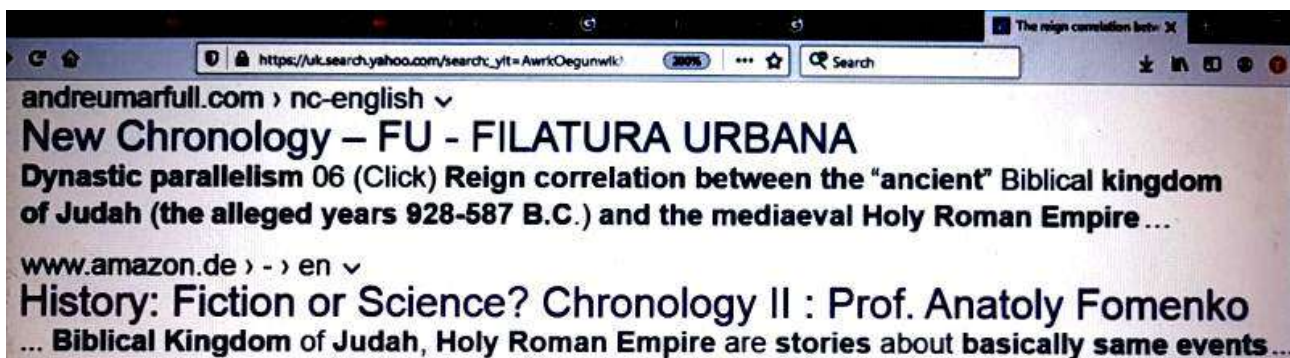 The reign correlation betw
https://uk.search.yahoo.com/search;_ylt=AwrkOegunwlk
200%
Search
andreumarfull.com › nc-english
New Chronology – FU - FILATURA URBANA
Dynastic parallelism 06 (Click) Reign correlation between the “ancient” Biblical kingdom
of Judah (the alleged years 928-587 B.C.) and the mediaeval Holy Roman Empire ...
www.amazon.de › - › en
History: Fiction or Science? Chronology II : Prof. Anatoly Fomenko
... Biblical Kingdom of Judah, Holy Roman Empire are stories about basically same events...